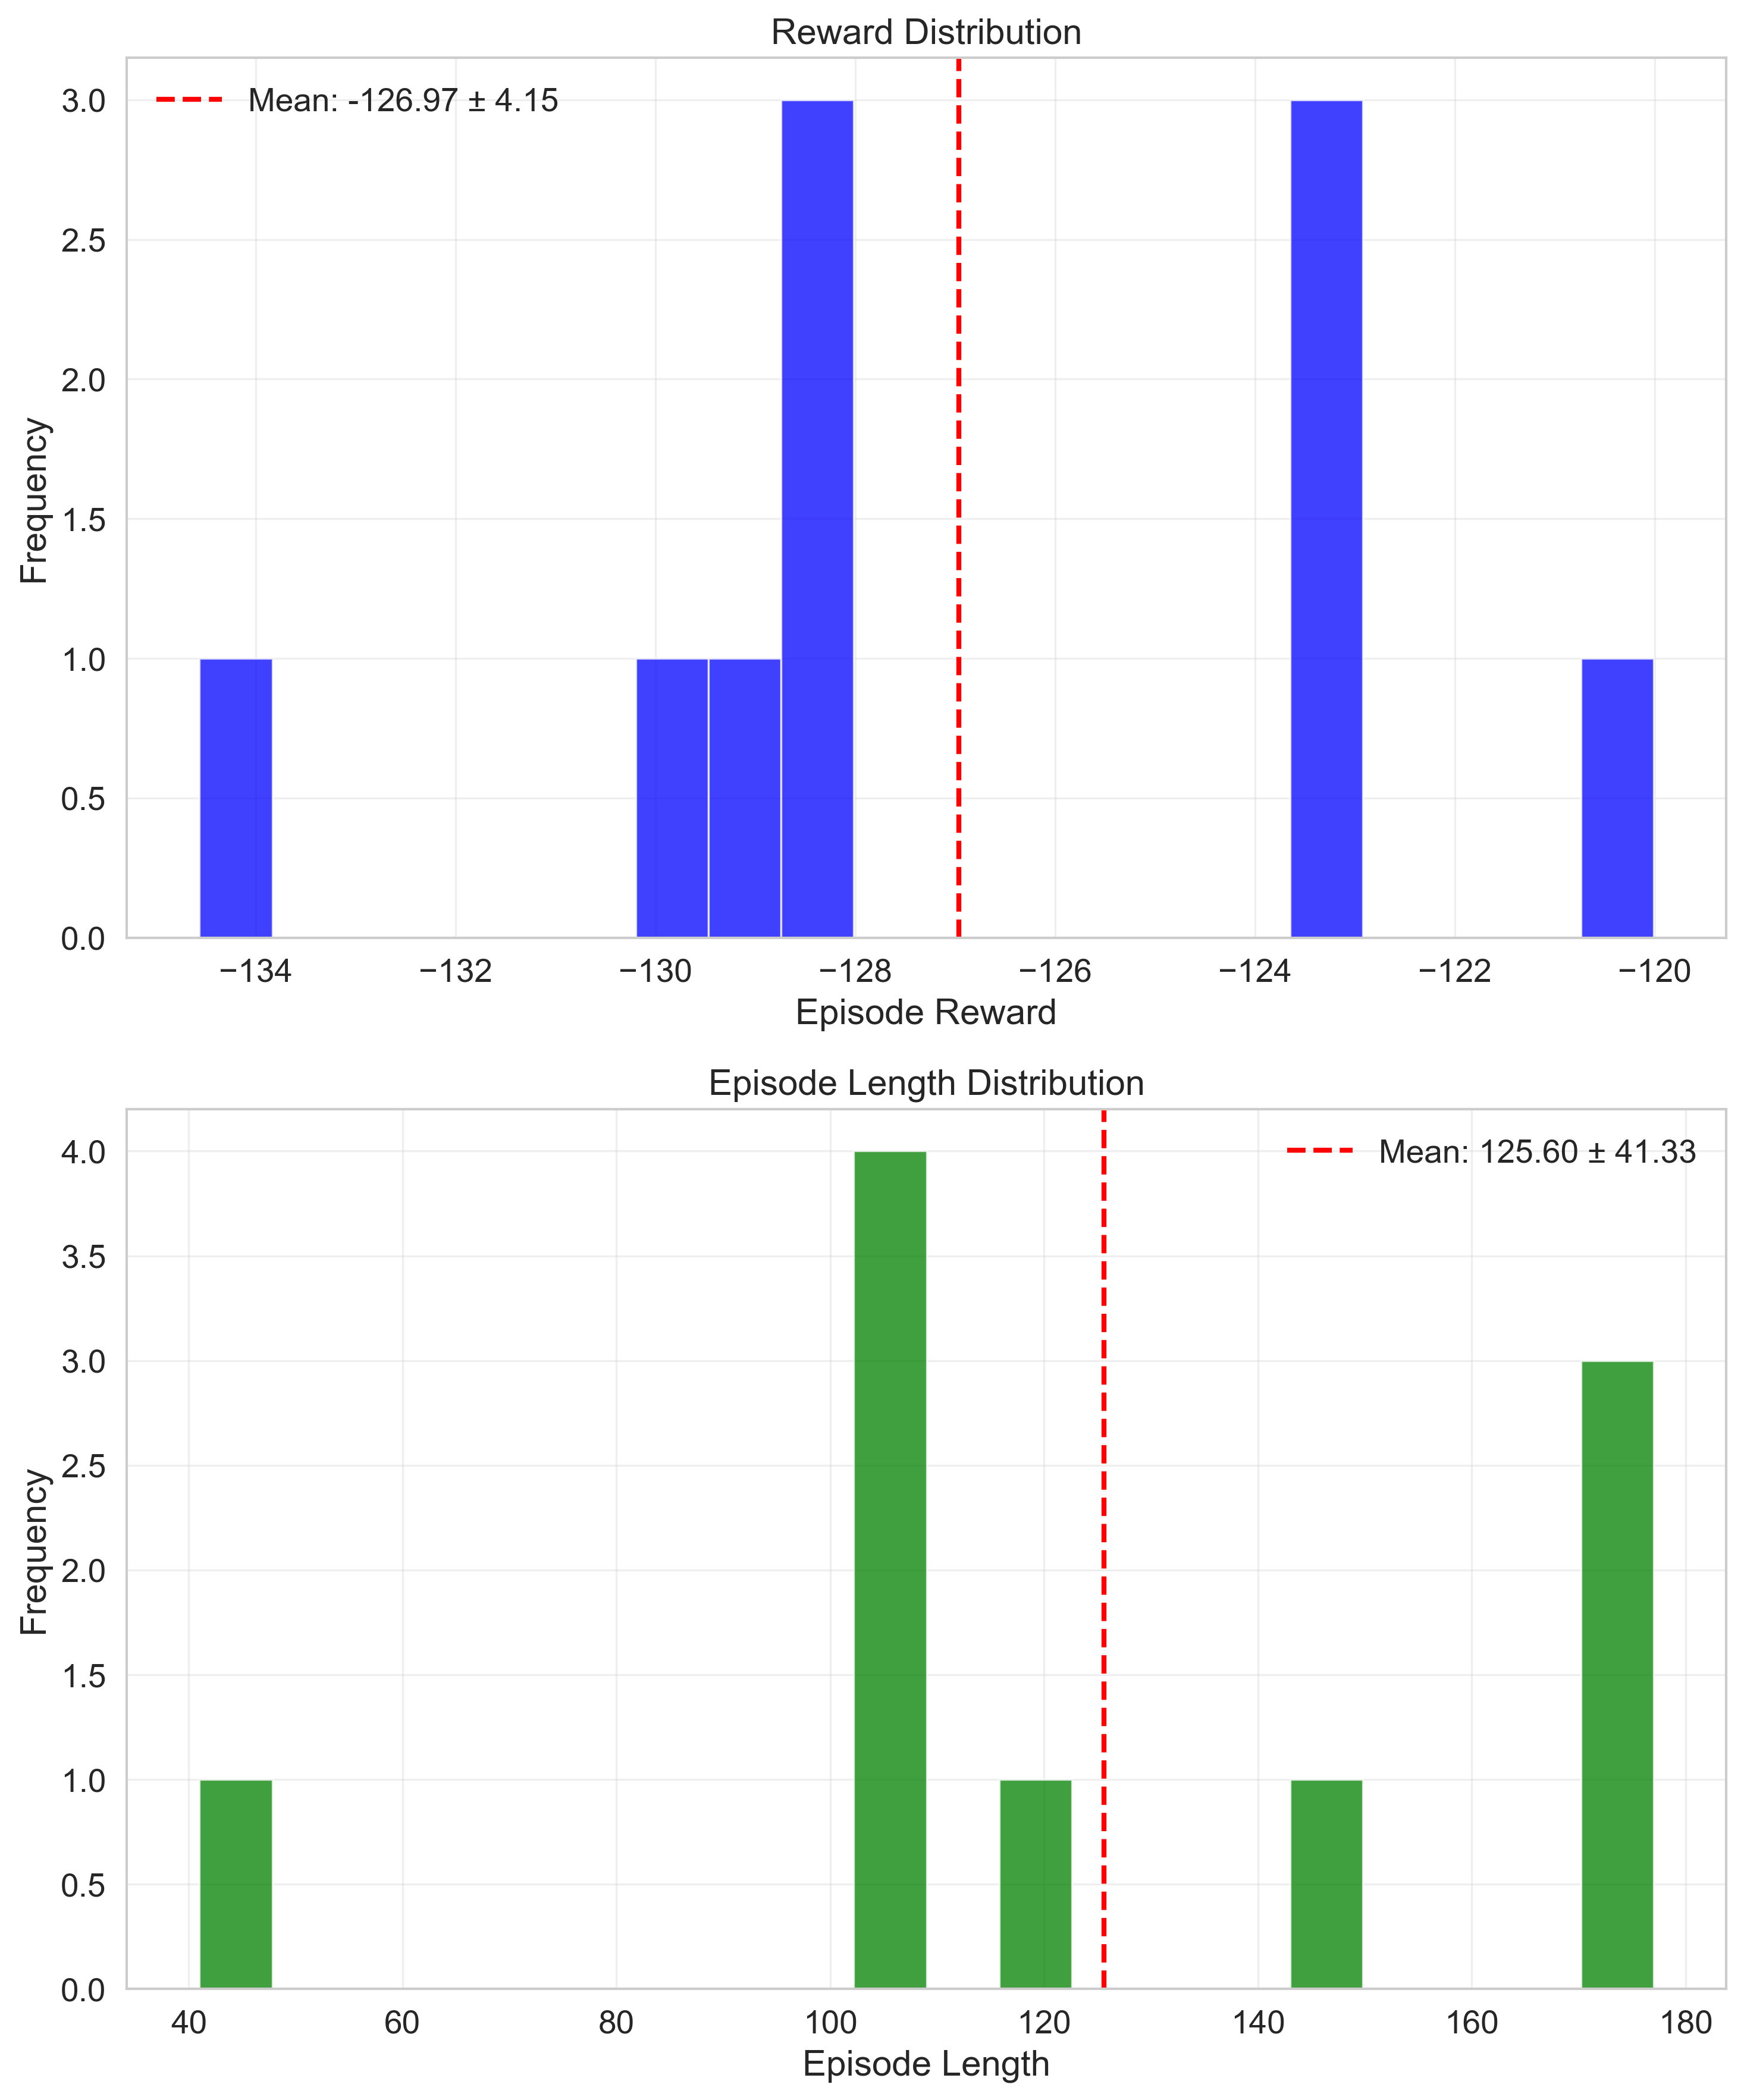 Reward Distribution
Mean: -126.97 ± 4.15
3.0
2.5
2.0
1.5
1.0
0.5
0.0
Frequency
−134 −132 −130 −128 −126 −124 −122 −120
Episode Reward
Episode Length Distribution
Mean: 125.60 ± 41.33
4.0
3.5
3.0
2.5
2.0
1.5
1.0
0.5
0.0
Frequency
40 60 80 100 120 140 160 180
Episode Length